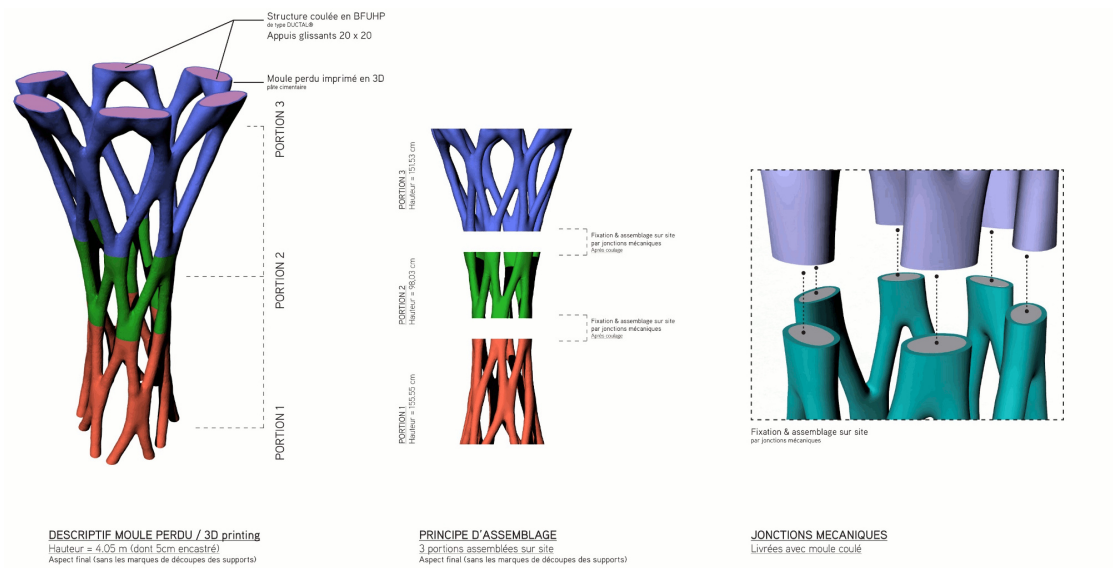 Structure coulée en BFUHP
de type DUCTAL®
Appuis glissants 20 x 20
Moule perdu imprimé en 3D
pâte cimentaire
PORTION 3
PORTION 2
PORTION 1
DESCRIPTIF MOULE PERDU / 3D printing
Hauteur = 4,05 m (dont 5cm encastré)
Aspect final (sans les marques de découpes des supports)
PORTION 3
Hauteur = 151,53 cm
Fixation & assemblage sur site
par jonctions mécaniques
Après coulage
PORTION 2
Hauteur = 98,03 cm
Fixation & assemblage sur site
par jonctions mécaniques
Après coulage
PORTION 1
Hauteur = 155,55 cm
PRINCIPE D'ASSEMBLAGE
3 portions assemblées sur site
Aspect final (sans les marques de découpes des supports)
Fixation & assemblage sur site
par jonctions mécaniques
JONCTIONS MECANIQUES
Livrées avec moule coulé